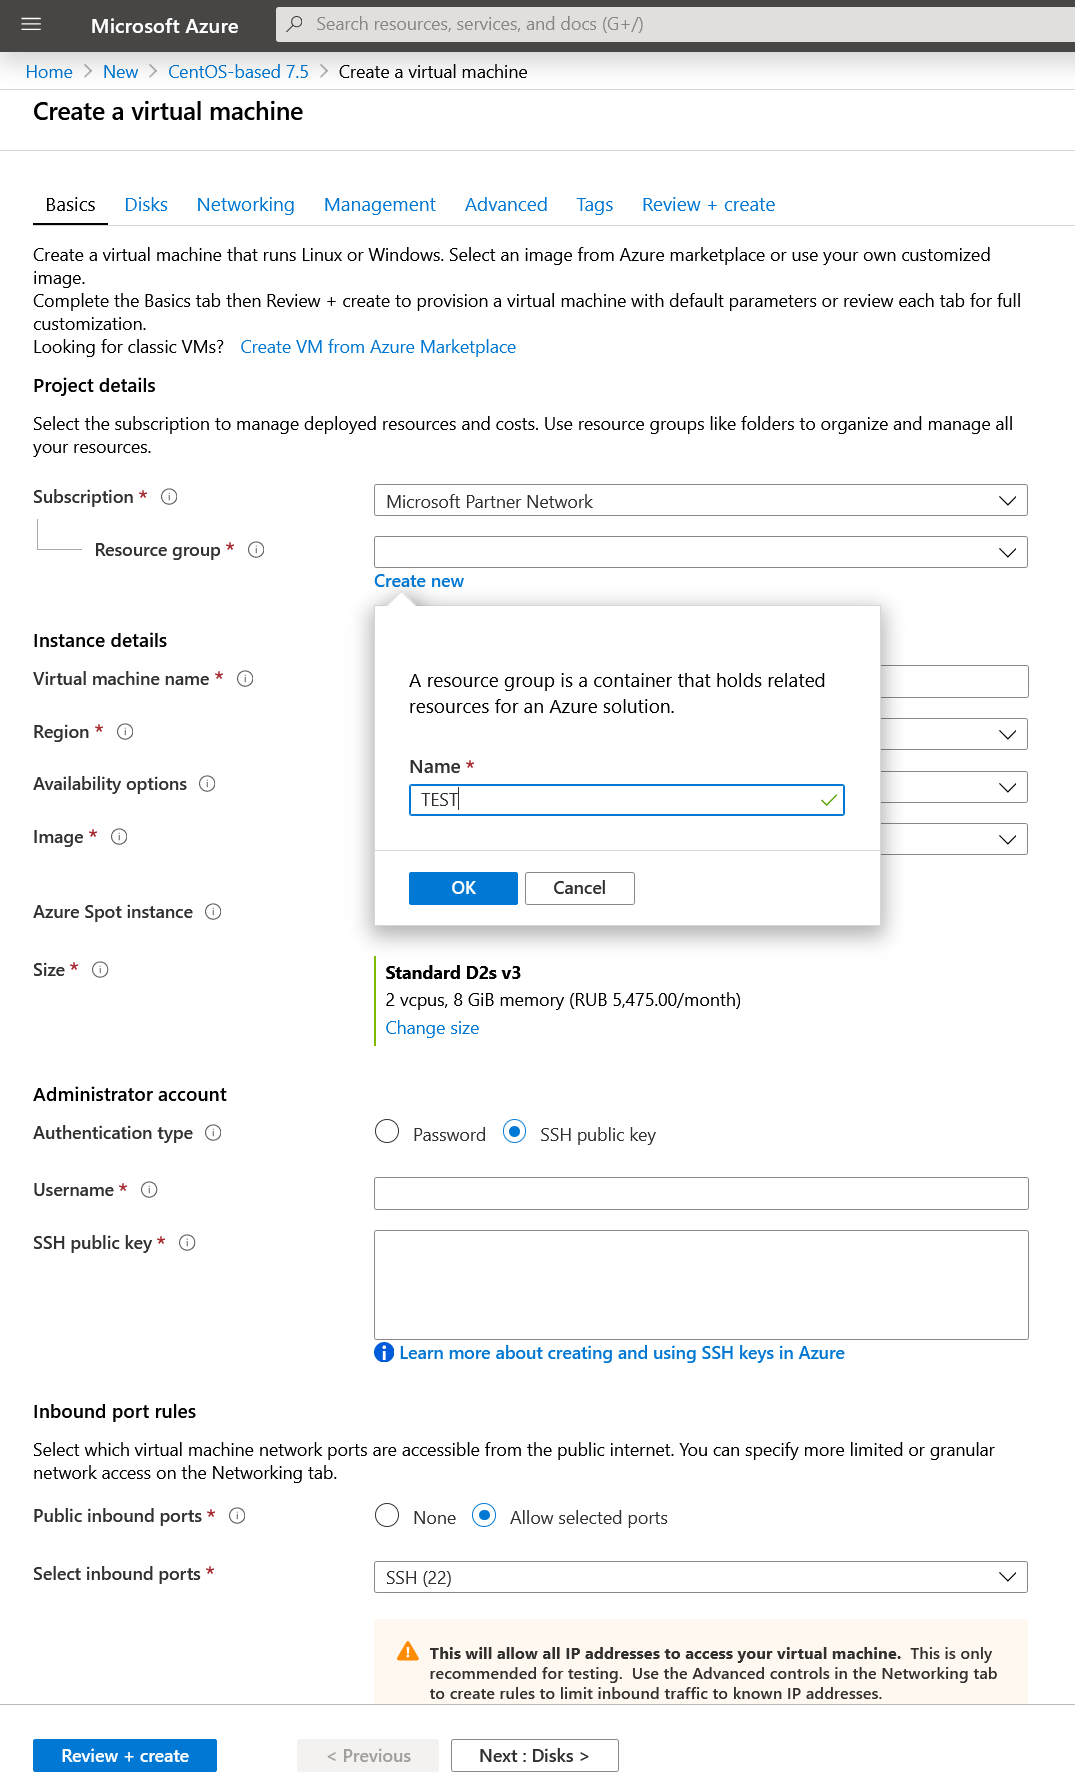 Microsoft Azure
Search resources, services, and docs (G+/)
Home > New > CentOS-based 7.5 > Create a virtual machine
Create a virtual machine
Basics Disks Networking Management Advanced Tags Review + create
Create a virtual machine that runs Linux or Windows. Select an image from Azure marketplace or use your own customized
image.
Complete the Basics tab then Review + create to provision a virtual machine with default parameters or review each tab for full
customization.
Looking for classic VMs? Create VM from Azure Marketplace
Project details
Select the subscription to manage deployed resources and costs. Use resource groups like folders to organize and manage all
your resources.
Subscription *
Microsoft Partner Network
Resource group *
Create new
A resource group is a container that holds related
resources for an Azure solution.
Name *
TEST
OK
Cancel
Instance details
Virtual machine name *
Region *
Availability options
Image *
Azure Spot instance
Size *
Standard D2s v3
2 vcpus, 8 GiB memory (RUB 5,475.00/month)
Change size
Administrator account
Authentication type
Password
SSH public key
Username *
SSH public key *
Learn more about creating and using SSH keys in Azure
Inbound port rules
Select which virtual machine network ports are accessible from the public internet. You can specify more limited or granular
network access on the Networking tab.
Public inbound ports *
None
Allow selected ports
Select inbound ports *
SSH (22)
This will allow all IP addresses to access your virtual machine. This is only
recommended for testing. Use the Advanced controls in the Networking tab
to create rules to limit inbound traffic to known IP addresses.
Review + create
< Previous
Next : Disks >